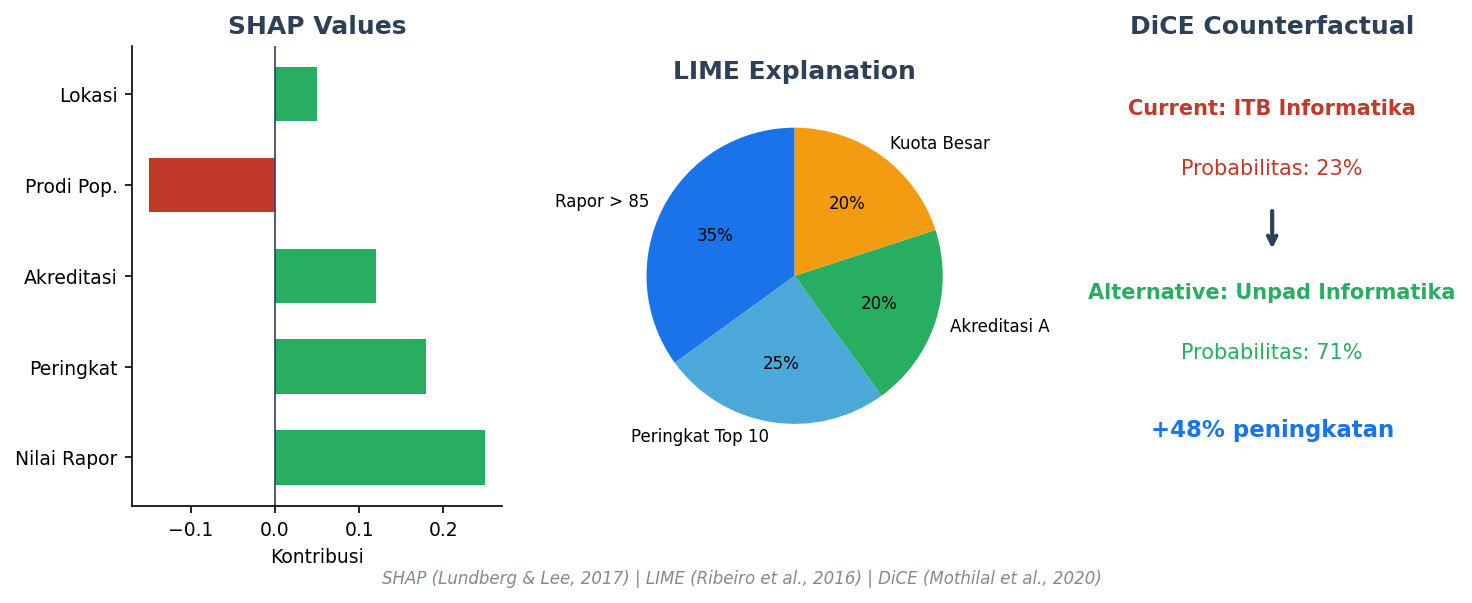 SHAP Values
Lokasi
Prodi Pop.
Akreditasi
Peringkat
Nilai Rapor
−0.1
0.0
0.1
0.2
Kontribusi
LIME Explanation
Kuota Besar
Rapor > 85
20%
35%
20%
Akreditasi A
25%
Peringkat Top 10
DiCE Counterfactual
Current: ITB Informatika
Probabilitas: 23%
Alternative: Unpad Informatika
Probabilitas: 71%
+48% peningkatan
SHAP (Lundberg & Lee, 2017) | LIME (Ribeiro et al., 2016) | DiCE (Mothilal et al., 2020)